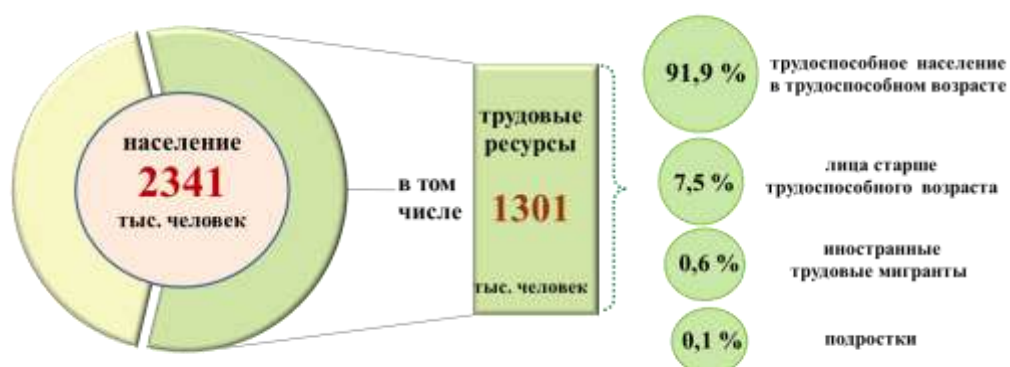 население
2341
тыс. человек
в том
числе
трудовые
ресурсы
1301
тыс. человек
91,9 %
трудоспособное население
в трудоспособном возрасте
7,5 %
лица старше
трудоспособного возраста
0,6 %
иностранные
трудовые мигранты
0,1 %
подростки